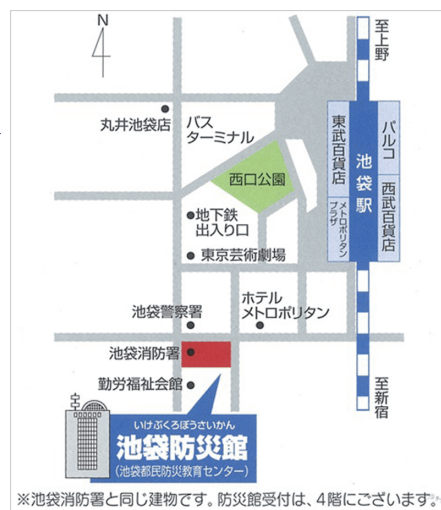 N
至上野
丸井池袋店
バス
ターミナル
東武百貨店
池袋駅
パルコ
西口公園
西武百貨店
メトロポリタン
プラザ
地下鉄
出入り口
東京芸術劇場
池袋警察署
ホテル
メトロポリタン
池袋消防署
勤労福祉会館
至新宿
いけぶくろぼうさいかん
池袋防災館
(池袋都民防災教育センター)
※池袋消防署と同じ建物です。防災館受付は、4階にございます。